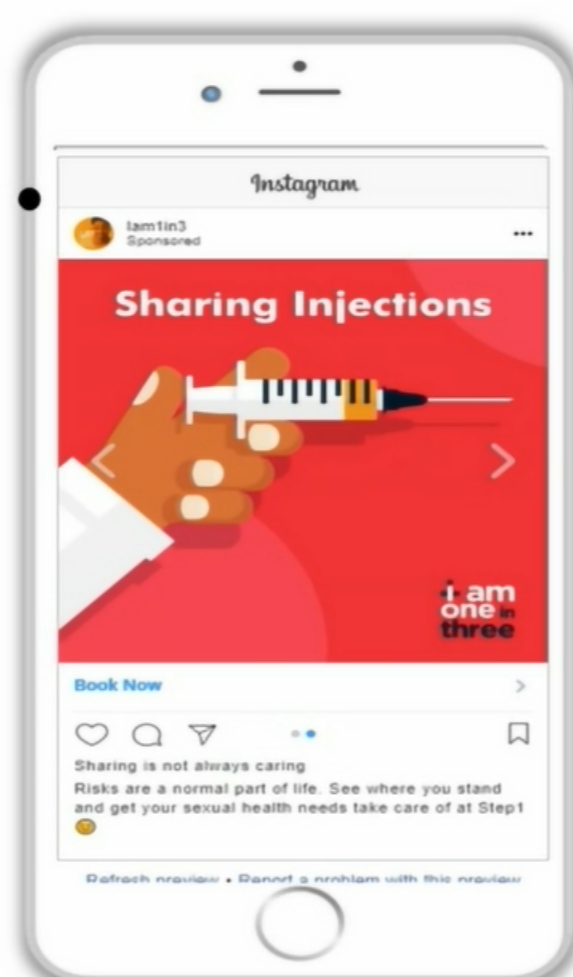 Instagram
Iam1in3
Sponsored
Sharing Injections
i am
one in
three
Book Now
Sharing is not always caring
Risks are a normal part of life. See where you stand
and get your sexual health needs take care of at Step1
Refresh preview • Report a problem with this preview